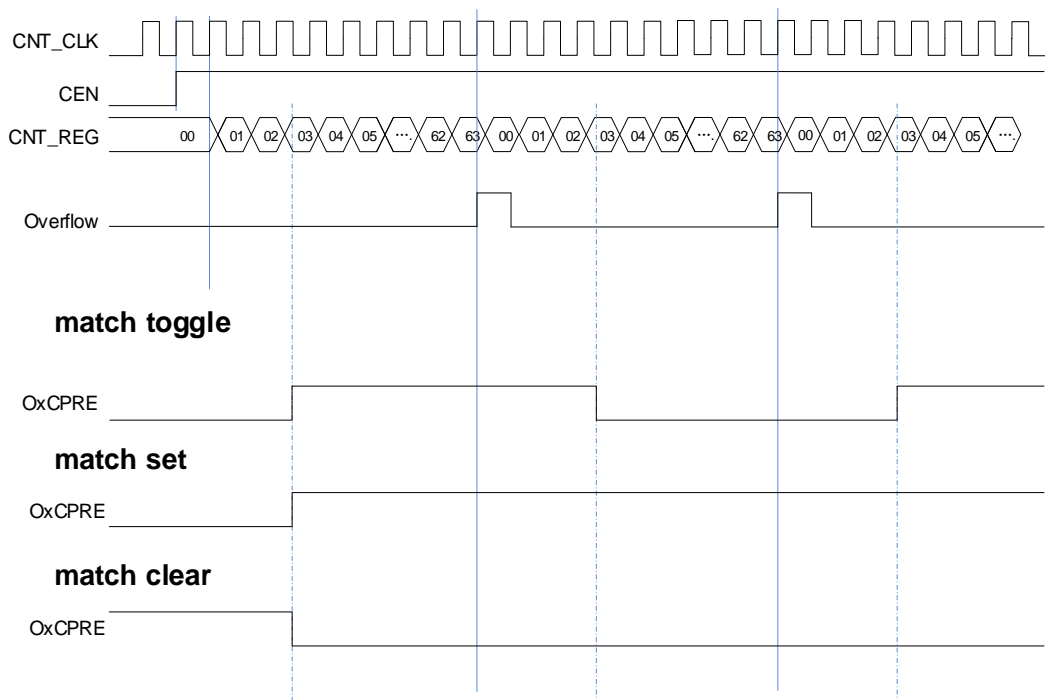 CNT_CLK
CEN
CNT_REG 00 01 02 03 04 05 ···. 62 63 00 01 02 03 04 05 ···. 62 63 00 01 02 03 04 05 ···.
Overflow
match toggle
OxCPRE
match set
OxCPRE
match clear
OxCPRE